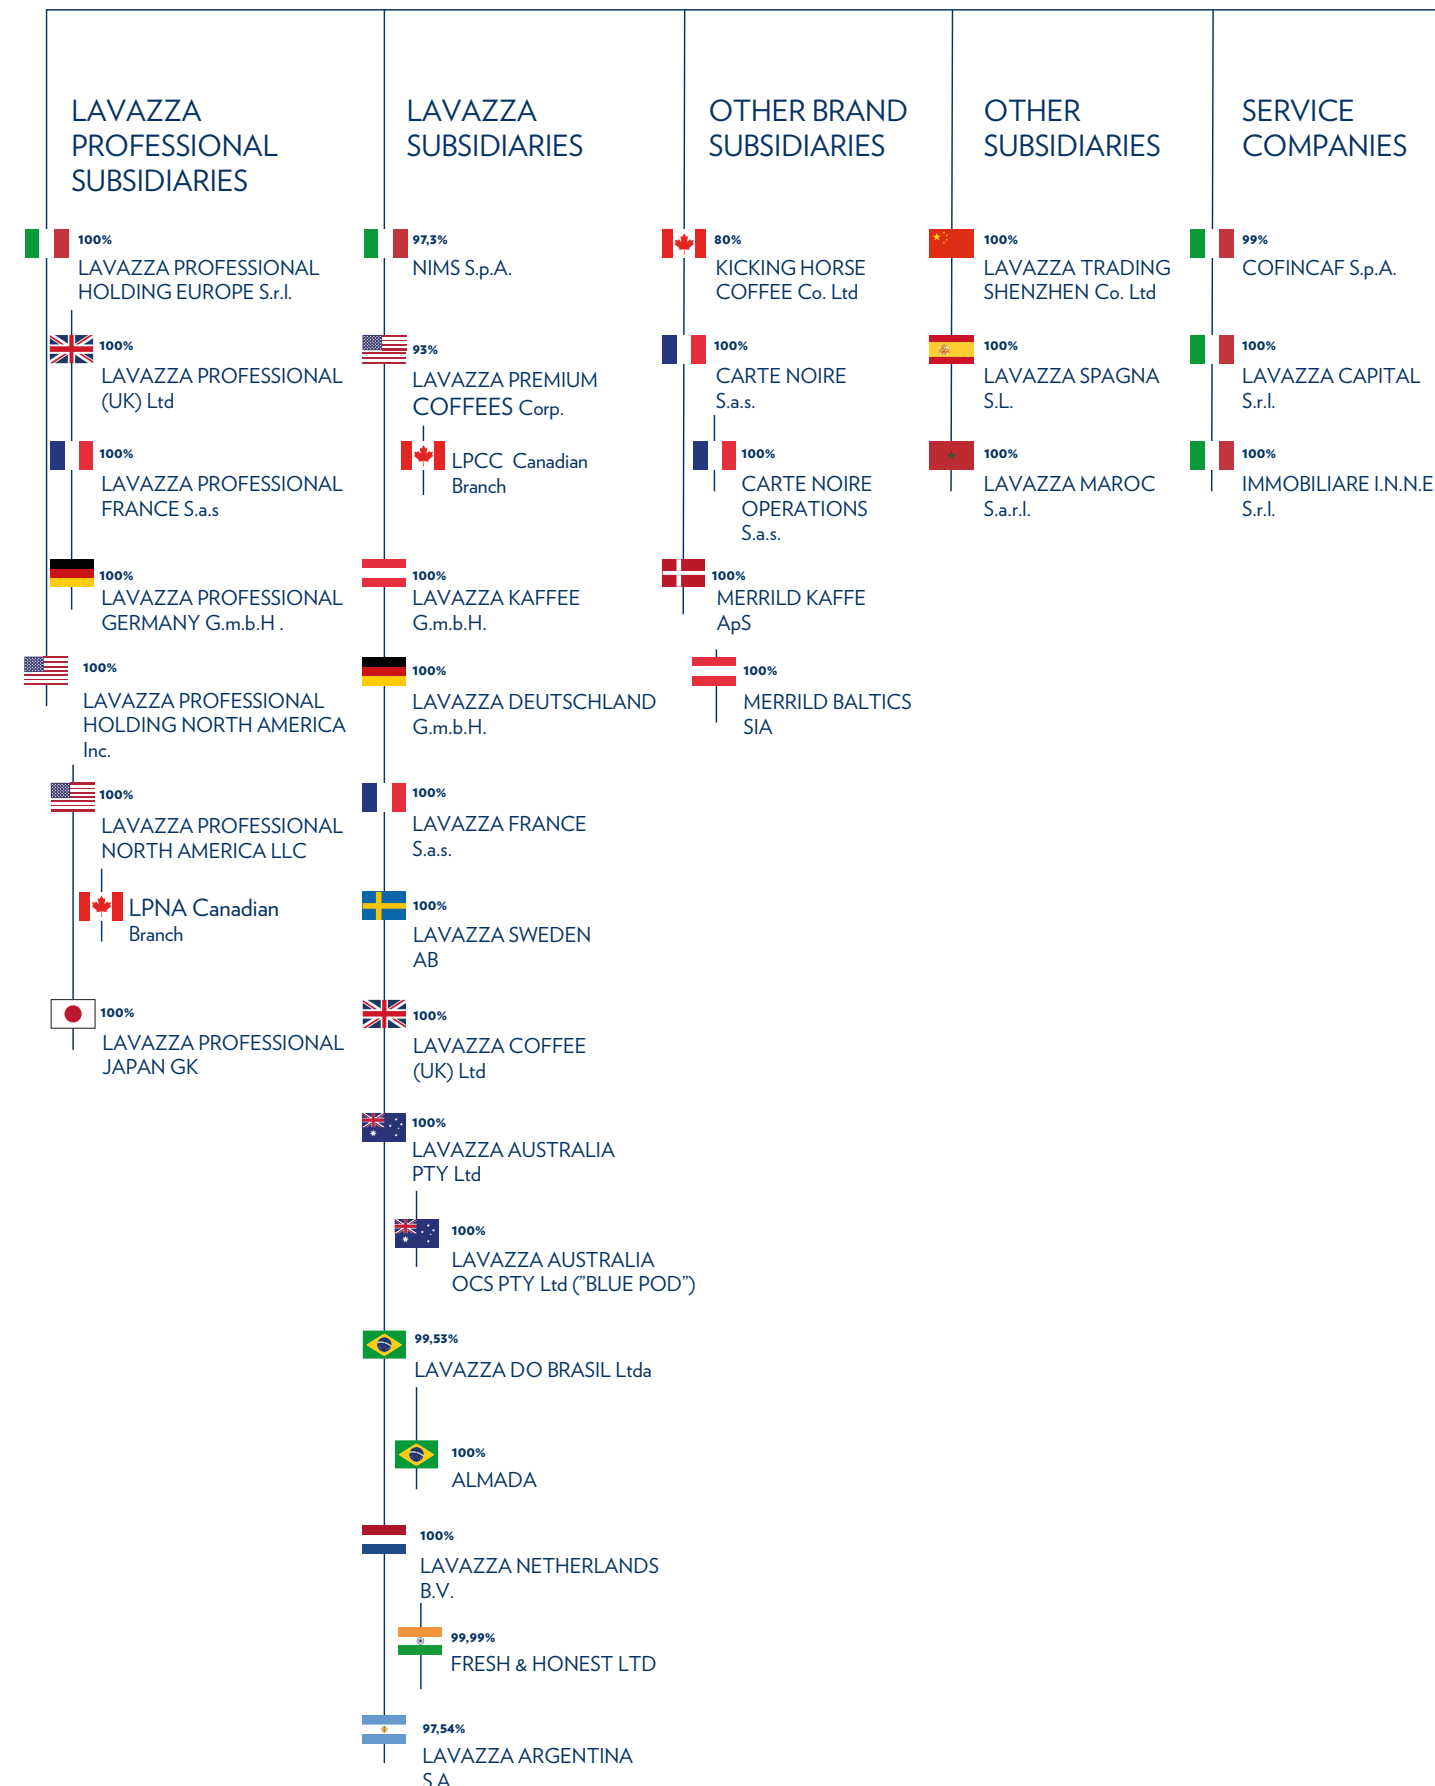 LAVAZZA
PROFESSIONAL
SUBSIDIARIES
100%
LAVAZZA PROFESSIONAL
HOLDING EUROPE S.r.l.
100%
LAVAZZA PROFESSIONAL
(UK) Ltd
100%
LAVAZZA PROFESSIONAL
FRANCE S.a.s
100%
LAVAZZA PROFESSIONAL
GERMANY G.m.b.H .
100%
LAVAZZA PROFESSIONAL
HOLDING NORTH AMERICA
Inc.
100%
LAVAZZA PROFESSIONAL
NORTH AMERICA LLC
LPNA Canadian
Branch
100%
LAVAZZA PROFESSIONAL
JAPAN GK
LAVAZZA
SUBSIDIARIES
97,3%
NIMS S.p.A.
93%
LAVAZZA PREMIUM
COFFEES Corp.
LPCC Canadian
Branch
100%
LAVAZZA KAFFEE
G.m.b.H.
100%
LAVAZZA DEUTSCHLAND
G.m.b.H.
100%
LAVAZZA FRANCE
S.a.s.
100%
LAVAZZA SWEDEN
AB
100%
LAVAZZA COFFEE
(UK) Ltd
100%
LAVAZZA AUSTRALIA
PTY Ltd
100%
LAVAZZA AUSTRALIA
OCS PTY Ltd ("BLUE POD")
99,53%
LAVAZZA DO BRASIL Ltda
100%
ALMADA
100%
LAVAZZA NETHERLANDS
B.V.
99,99%
FRESH & HONEST LTD
97,54%
LAVAZZA ARGENTINA
S.A.
OTHER BRAND
SUBSIDIARIES
80%
KICKING HORSE
COFFEE Co. Ltd
100%
CARTE NOIRE
S.a.s.
100%
CARTE NOIRE
OPERATIONS
S.a.s.
100%
MERRILD KAFFE
ApS
100%
MERRILD BALTICS
SIA
OTHER
SUBSIDIARIES
100%
LAVAZZA TRADING
SHENZHEN Co. Ltd
100%
LAVAZZA SPAGNA
S.L.
100%
LAVAZZA MAROC
S.a.r.l.
SERVICE
COMPANIES
99%
COFINCAF S.p.A.
100%
LAVAZZA CAPITAL
S.r.l.
100%
IMMOBILIARE I.N.N.E.
S.r.l.